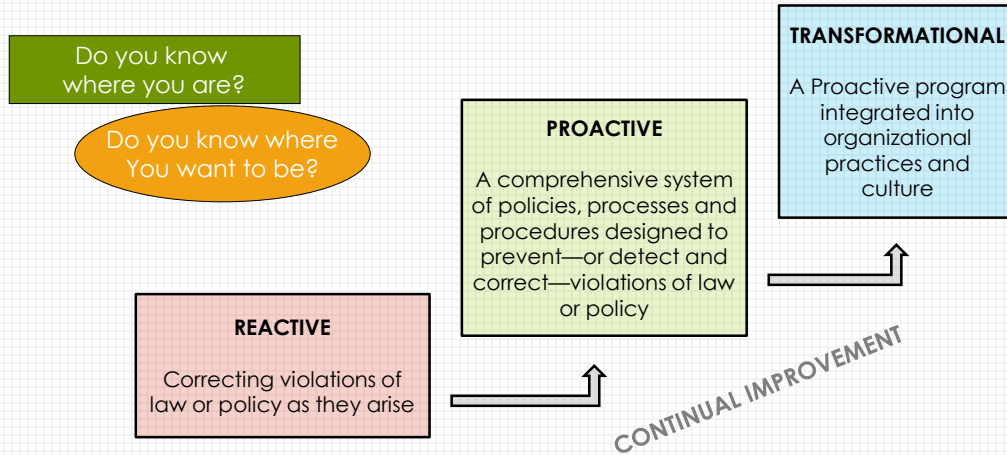 Do you know
where you are?
Do you know where
You want to be?
TRANSFORMATIONAL
A Proactive program
integrated into
organizational
practices and
culture
PROACTIVE
A comprehensive system
of policies, processes and
procedures designed to
prevent—or detect and
correct—violations of law
or policy
REACTIVE
Correcting violations of
law or policy as they arise
CONTINUAL IMPROVEMENT